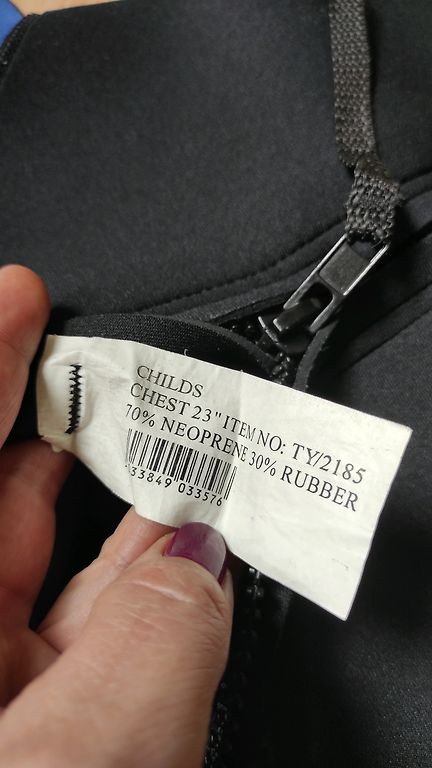 CHILDS
CHEST 23" ITEM NO: TY/2185
70% NEOPRENE 30% RUBBER
33849 033576